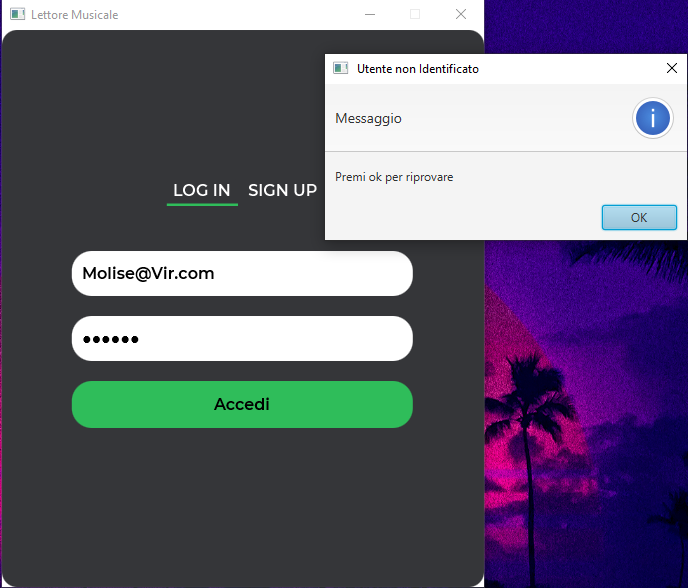 Lettore Musicale
Utente non Identificato
Messaggio
i
Premi ok per riprovare
OK
LOG IN
SIGN UP
Molise@Vir.com
••••••
Accedi